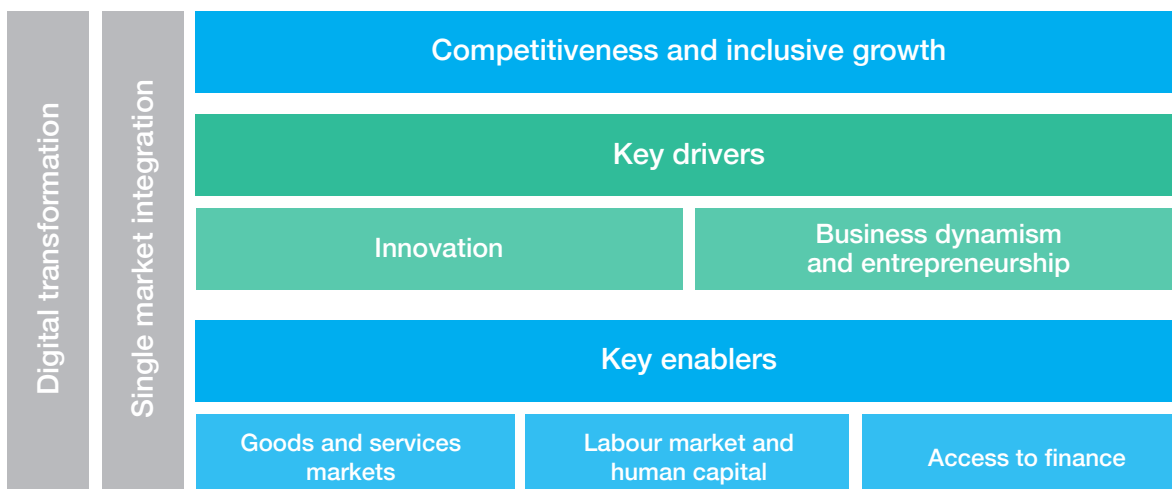 Digital transformation
Single market integration
Competitiveness and inclusive growth
Key drivers
Innovation
Business dynamism
and entrepreneurship
Key enablers
Goods and services
markets
Labour market and
human capital
Access to finance